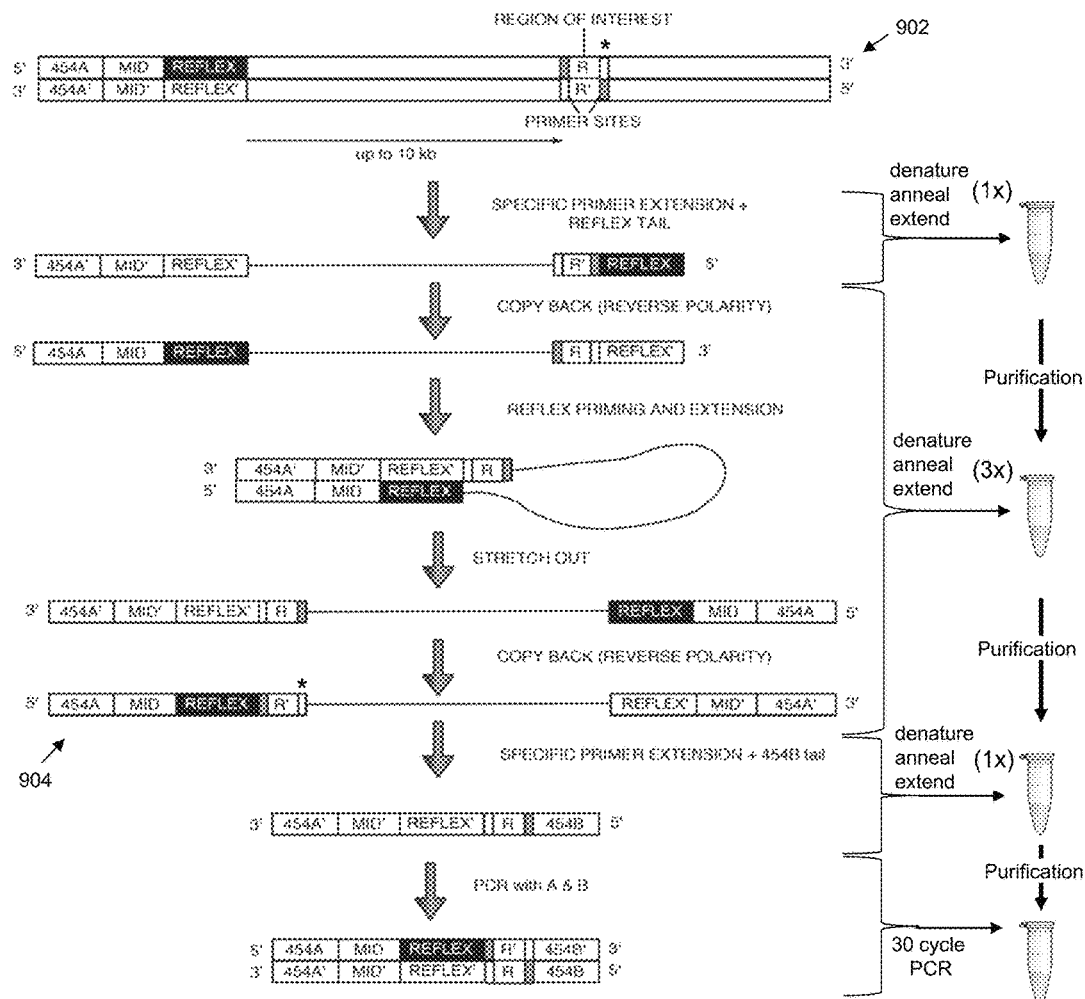 REGION OF INTEREST
*
902
5' 454A MID REFLEX R 3'
3' 454A' MID' REFLEX' R' 5'
PRIMER SITES
up to 10 kb
denature
anneal (1x)
extend
SPECIFIC PRIMER EXTENSION +
REFLEX TAIL
3' 454A' MID' REFLEX' R' REFLEX 5'
COPY BACK (REVERSE POLARITY)
5' 454A MID REFLEX R REFLEX' 3'
Purification
REFLEX PRIMING AND EXTENSION
denature
anneal (3x)
extend
3' 454A' MID' REFLEX' R
5' 454A MID REFLEX
STRETCH OUT
3' 454A' MID' REFLEX' R REFLEX MID 454A 5'
COPY BACK (REVERSE POLARITY)
Purification
*
5' 454A MID REFLEX R' REFLEX' MID' 454A' 3'
904
SPECIFIC PRIMER EXTENSION + 454B tail
denature
anneal (1x)
extend
3' 454A' MID' REFLEX' R 454B 5'
Purification
PCR with A & B
30 cycle
PCR
5' 454A MID REFLEX R' 454B' 3'
3' 454A' MID' REFLEX' R 454B 5'